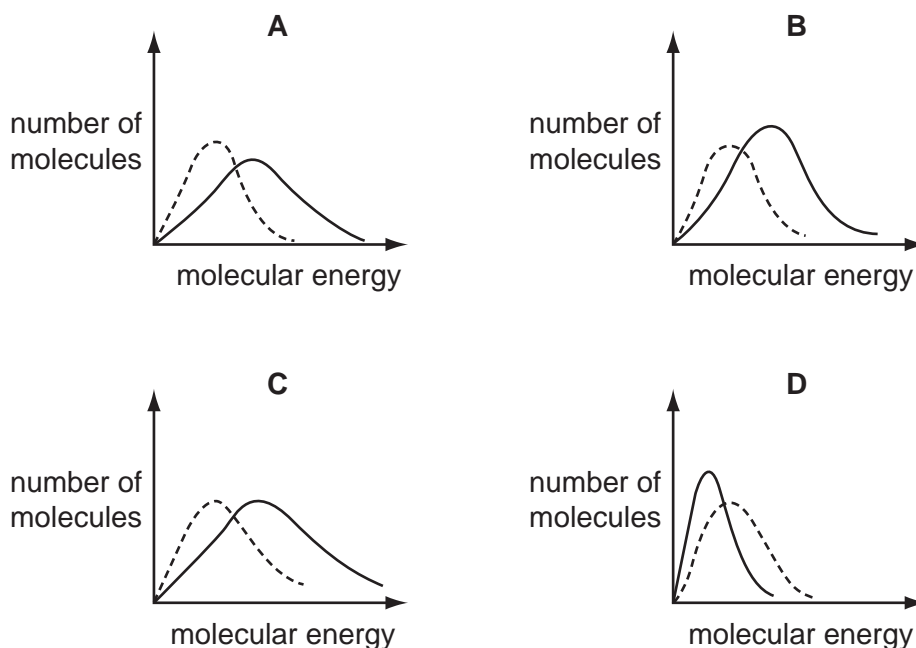 A
number of
molecules
molecular energy
B
number of
molecules
molecular energy
C
number of
molecules
molecular energy
D
number of
molecules
molecular energy